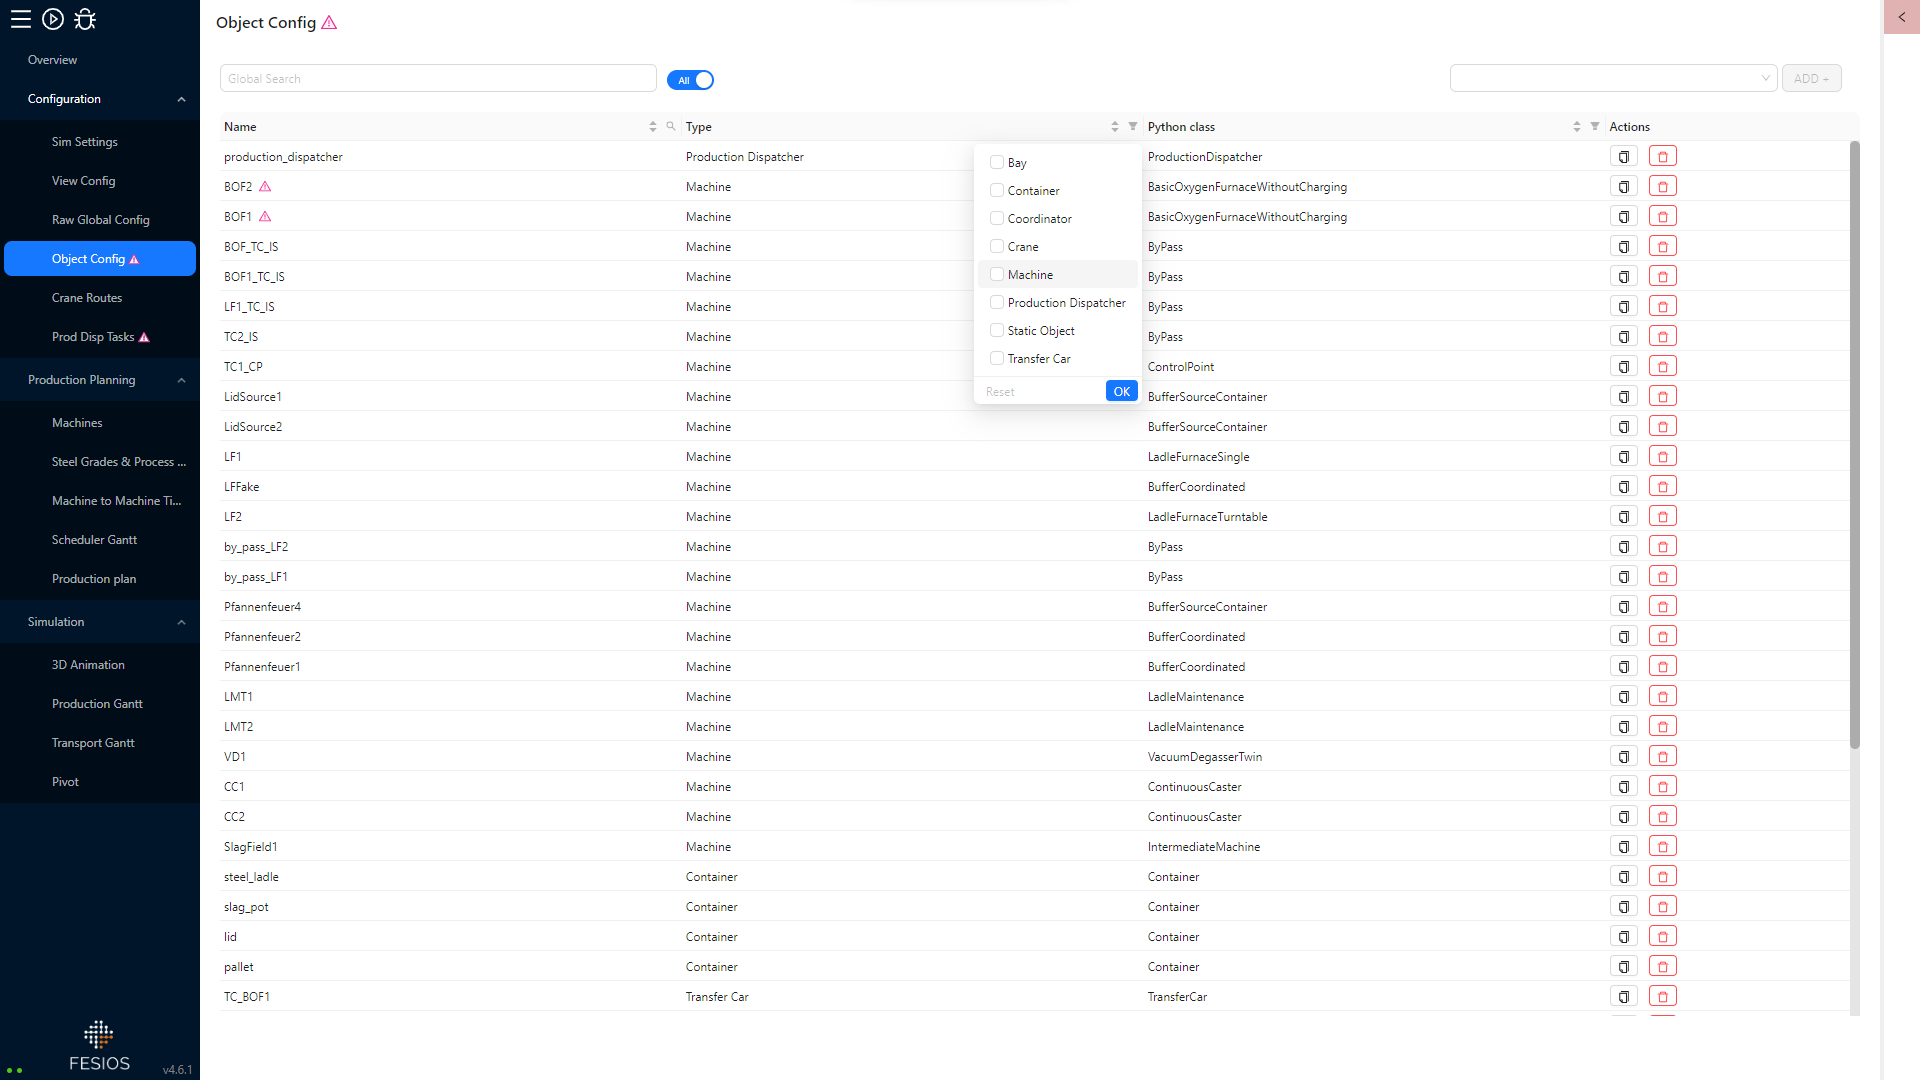 Object Config
Overview
Configuration
Sim Settings
View Config
Raw Global Config
Object Config
Crane Routes
Prod Disp Tasks
Production Planning
Machines
Steel Grades & Process ...
Machine to Machine Ti...
Scheduler Gantt
Production plan
Simulation
3D Animation
Production Gantt
Transport Gantt
Pivot
FESIOS
v4.6.1
Global Search
All
ADD +
Name Type Python class Actions
production_dispatcher Production Dispatcher ProductionDispatcher
BOF2 Machine BasicOxygenFurnaceWithoutCharging
BOF1 Machine BasicOxygenFurnaceWithoutCharging
BOF_TC_IS Machine ByPass
BOF1_TC_IS Machine ByPass
LF1_TC_IS Machine ByPass
TC2_IS Machine ByPass
TC1_CP Machine ControlPoint
LidSource1 Machine BufferSourceContainer
LidSource2 Machine BufferSourceContainer
LF1 Machine LadleFurnaceSingle
LFFake Machine BufferCoordinated
LF2 Machine LadleFurnaceTurntable
by_pass_LF2 Machine ByPass
by_pass_LF1 Machine ByPass
Pfannenfeuer4 Machine BufferSourceContainer
Pfannenfeuer2 Machine BufferCoordinated
Pfannenfeuer1 Machine BufferCoordinated
LMT1 Machine LadleMaintenance
LMT2 Machine LadleMaintenance
VD1 Machine VacuumDegasserTwin
CC1 Machine ContinuousCaster
CC2 Machine ContinuousCaster
SlagField1 Machine IntermediateMachine
steel_ladle Container Container
slag_pot Container Container
lid Container Container
pallet Container Container
TC_BOF1 Transfer Car TransferCar
Bay
Container
Coordinator
Crane
Machine
Production Dispatcher
Static Object
Transfer Car
Reset OK